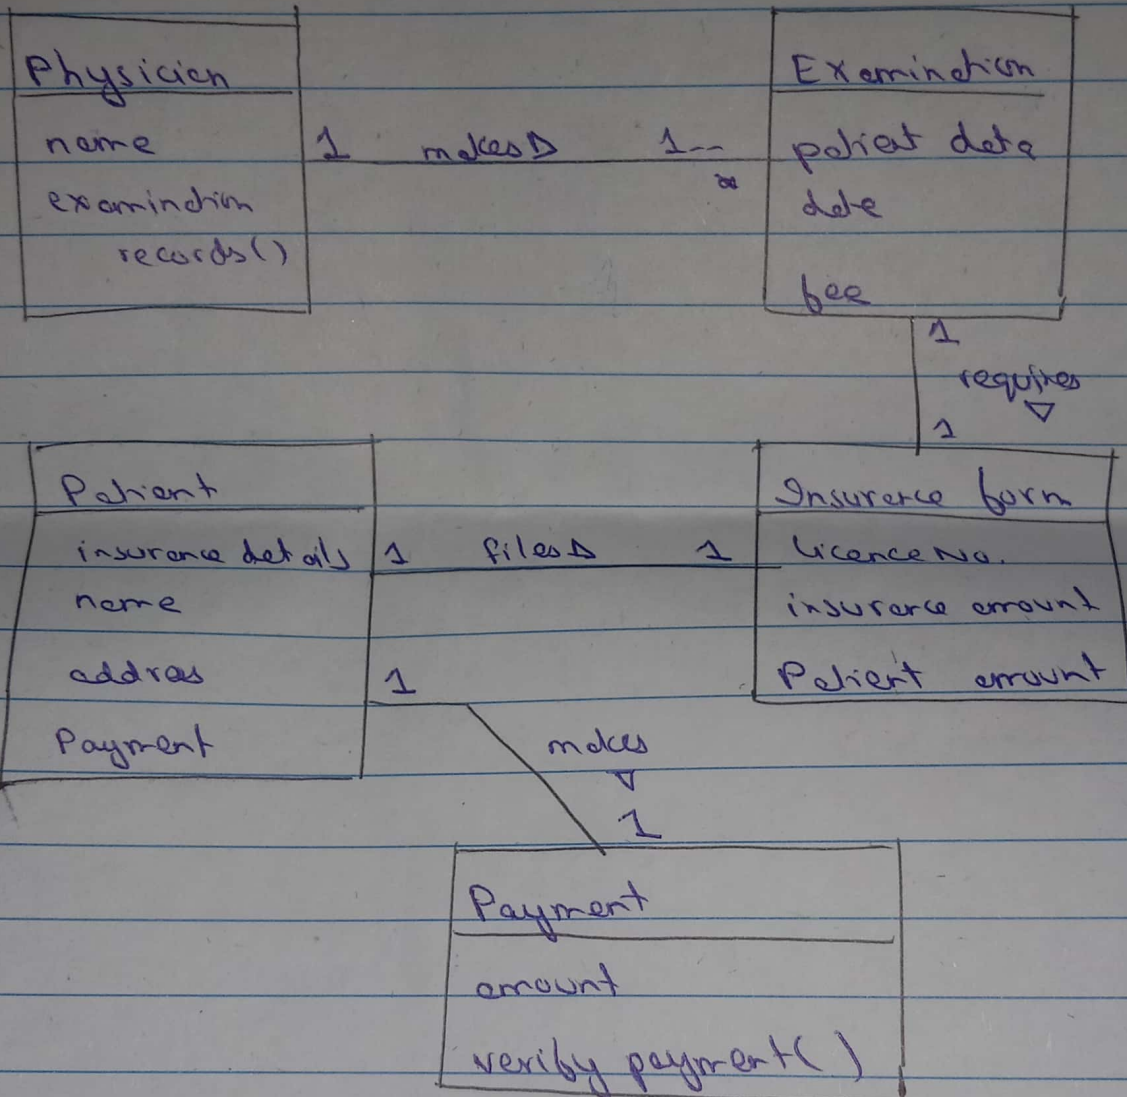 Physician
name
examination
records()
1 makes▷ 1..
*
Examination
patient data
date
fee
1
requires
▽
1
Patient
insurance details
name
addres
Payment
1 files▷ 1
Insurance form
Licence No.
insurance amount
Patient amount
1
makes
▽
1
Payment
amount
verify payment( )